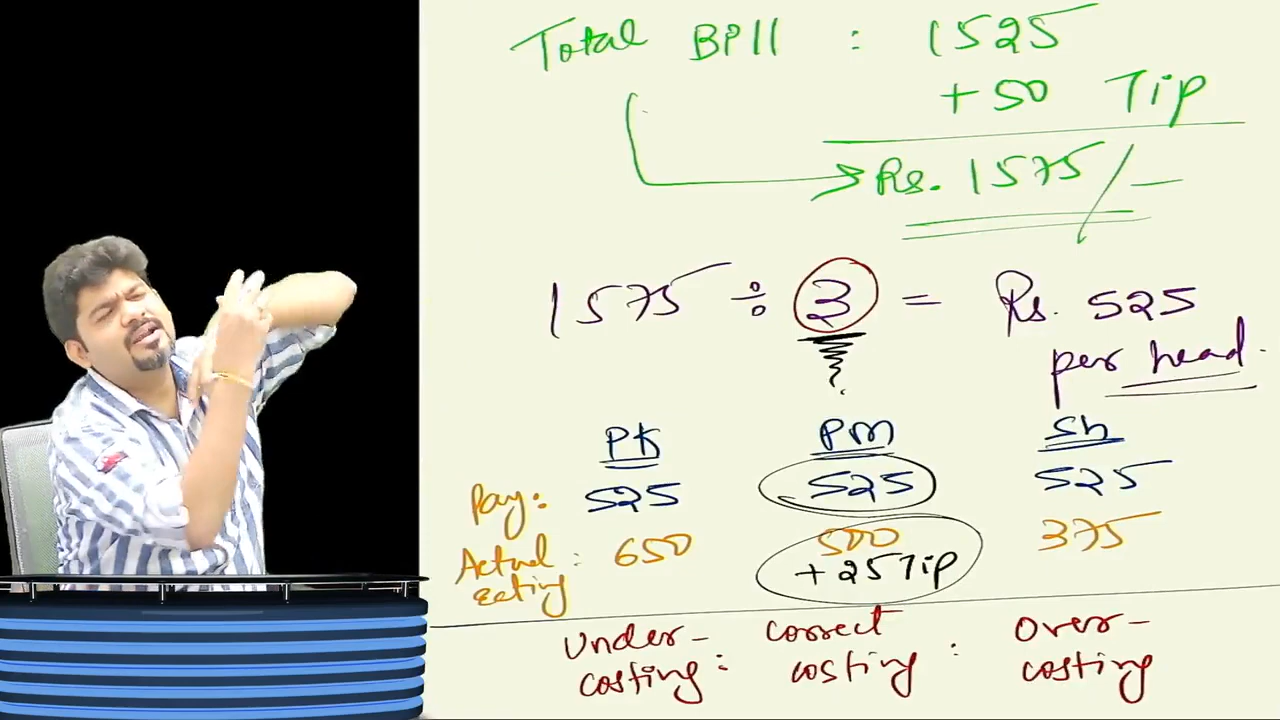 Total Bill : 1525
+ 50 Tip
Rs. 1575/-
1575 ÷ 3 = Rs. 525
per head.
PK PM Sh
Pay: 525 525 525
Actual Eating : 650 500 375
+ 25 Tip
Under-costing : Correct costing : Over-costing